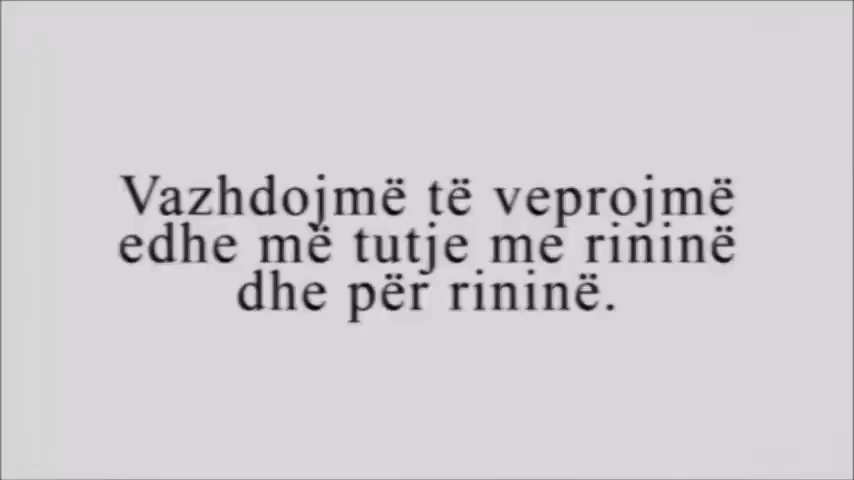 Vazhdojmë të veprojmë
edhe më tutje me rininë
dhe për rininë.